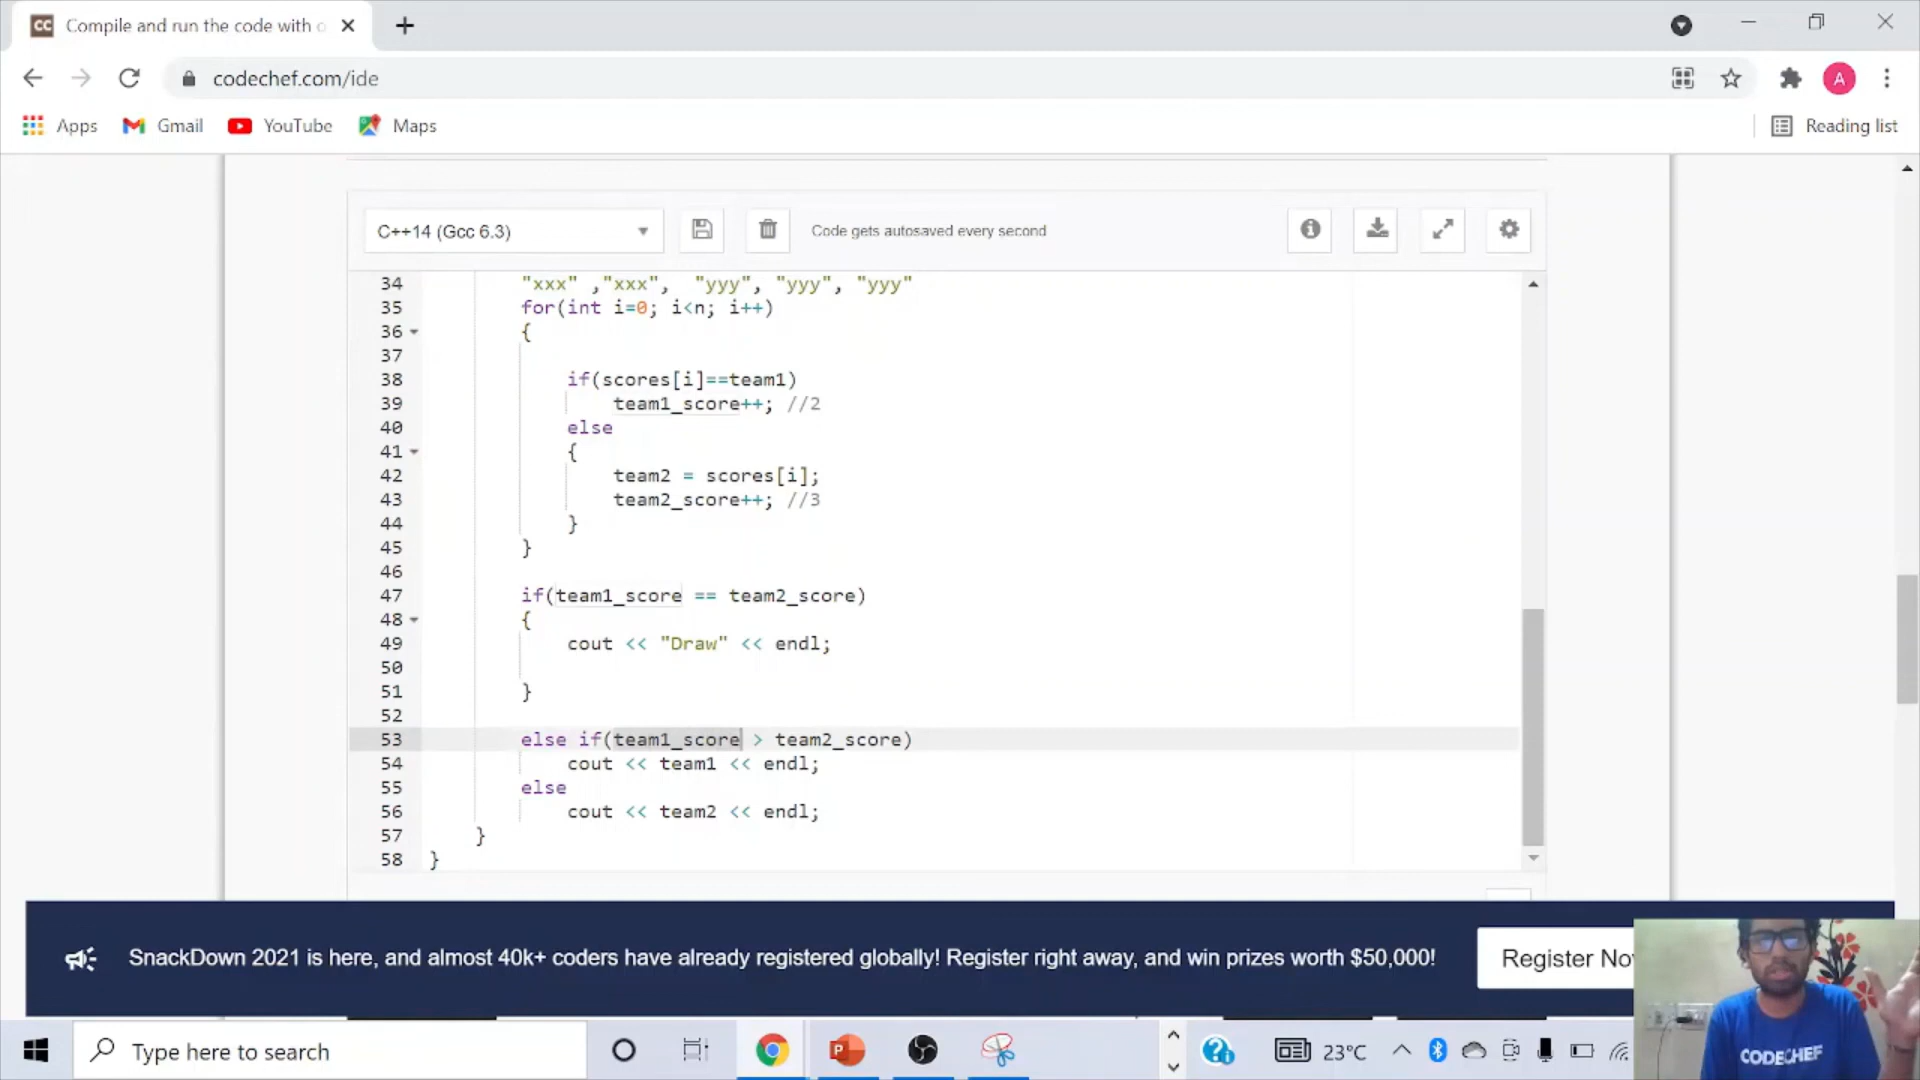 CC Compile and run the code with o
codechef.com/ide
A
Apps Gmail YouTube Maps Reading list
C++14 (Gcc 6.3) Code gets autosaved every second
34 "xxx" ,"xxx", "yyy", "yyy", "yyy"
35 for(int i=0; i<n; i++)
36 {
37
38 if(scores[i]==team1)
39 team1_score++; //2
40 else
41 {
42 team2 = scores[i];
43 team2_score++; //3
44 }
45 }
46
47 if(team1_score == team2_score)
48 {
49 cout << "Draw" << endl;
50
51 }
52
53 else if(team1_score > team2_score)
54 cout << team1 << endl;
55 else
56 cout << team2 << endl;
57 }
58 }
SnackDown 2021 is here, and almost 40k+ coders have already registered globally! Register right away, and win prizes worth $50,000!
Register No
CODECHEF
Type here to search
P
23°C